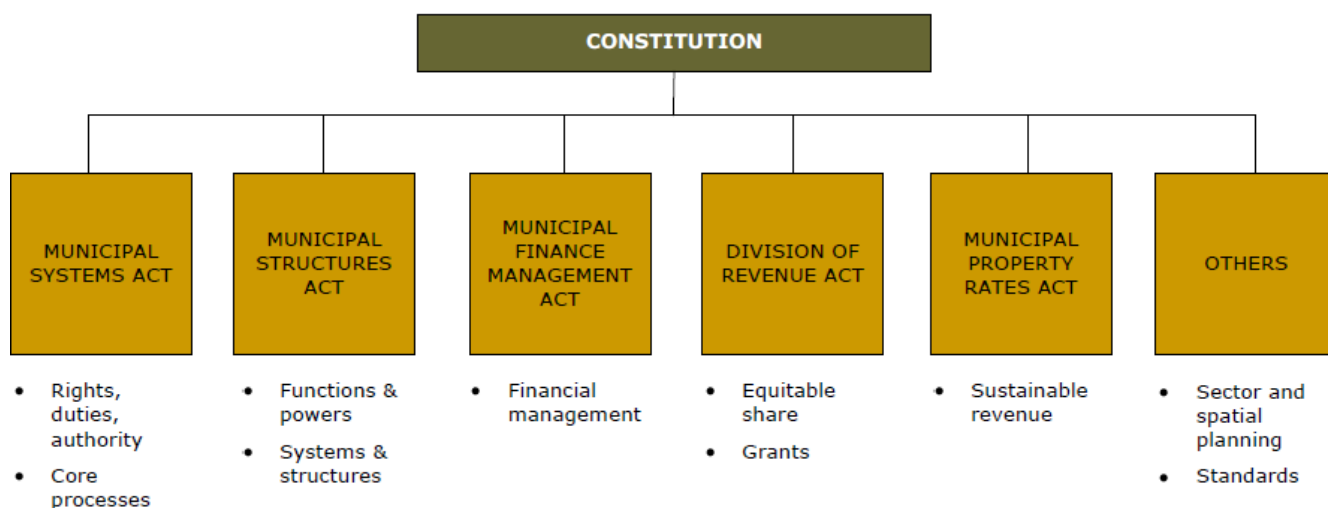 CONSTITUTION
MUNICIPAL
SYSTEMS ACT
MUNICIPAL
STRUCTURES
ACT
MUNICIPAL
FINANCE
MANAGEMENT
ACT
DIVISION OF
REVENUE ACT
MUNICIPAL
PROPERTY
RATES ACT
OTHERS
• Rights,
duties,
authority
• Core
processes
• Functions &
powers
• Systems &
structures
• Financial
management
• Equitable
share
• Grants
• Sustainable
revenue
• Sector and
spatial
planning
• Standards